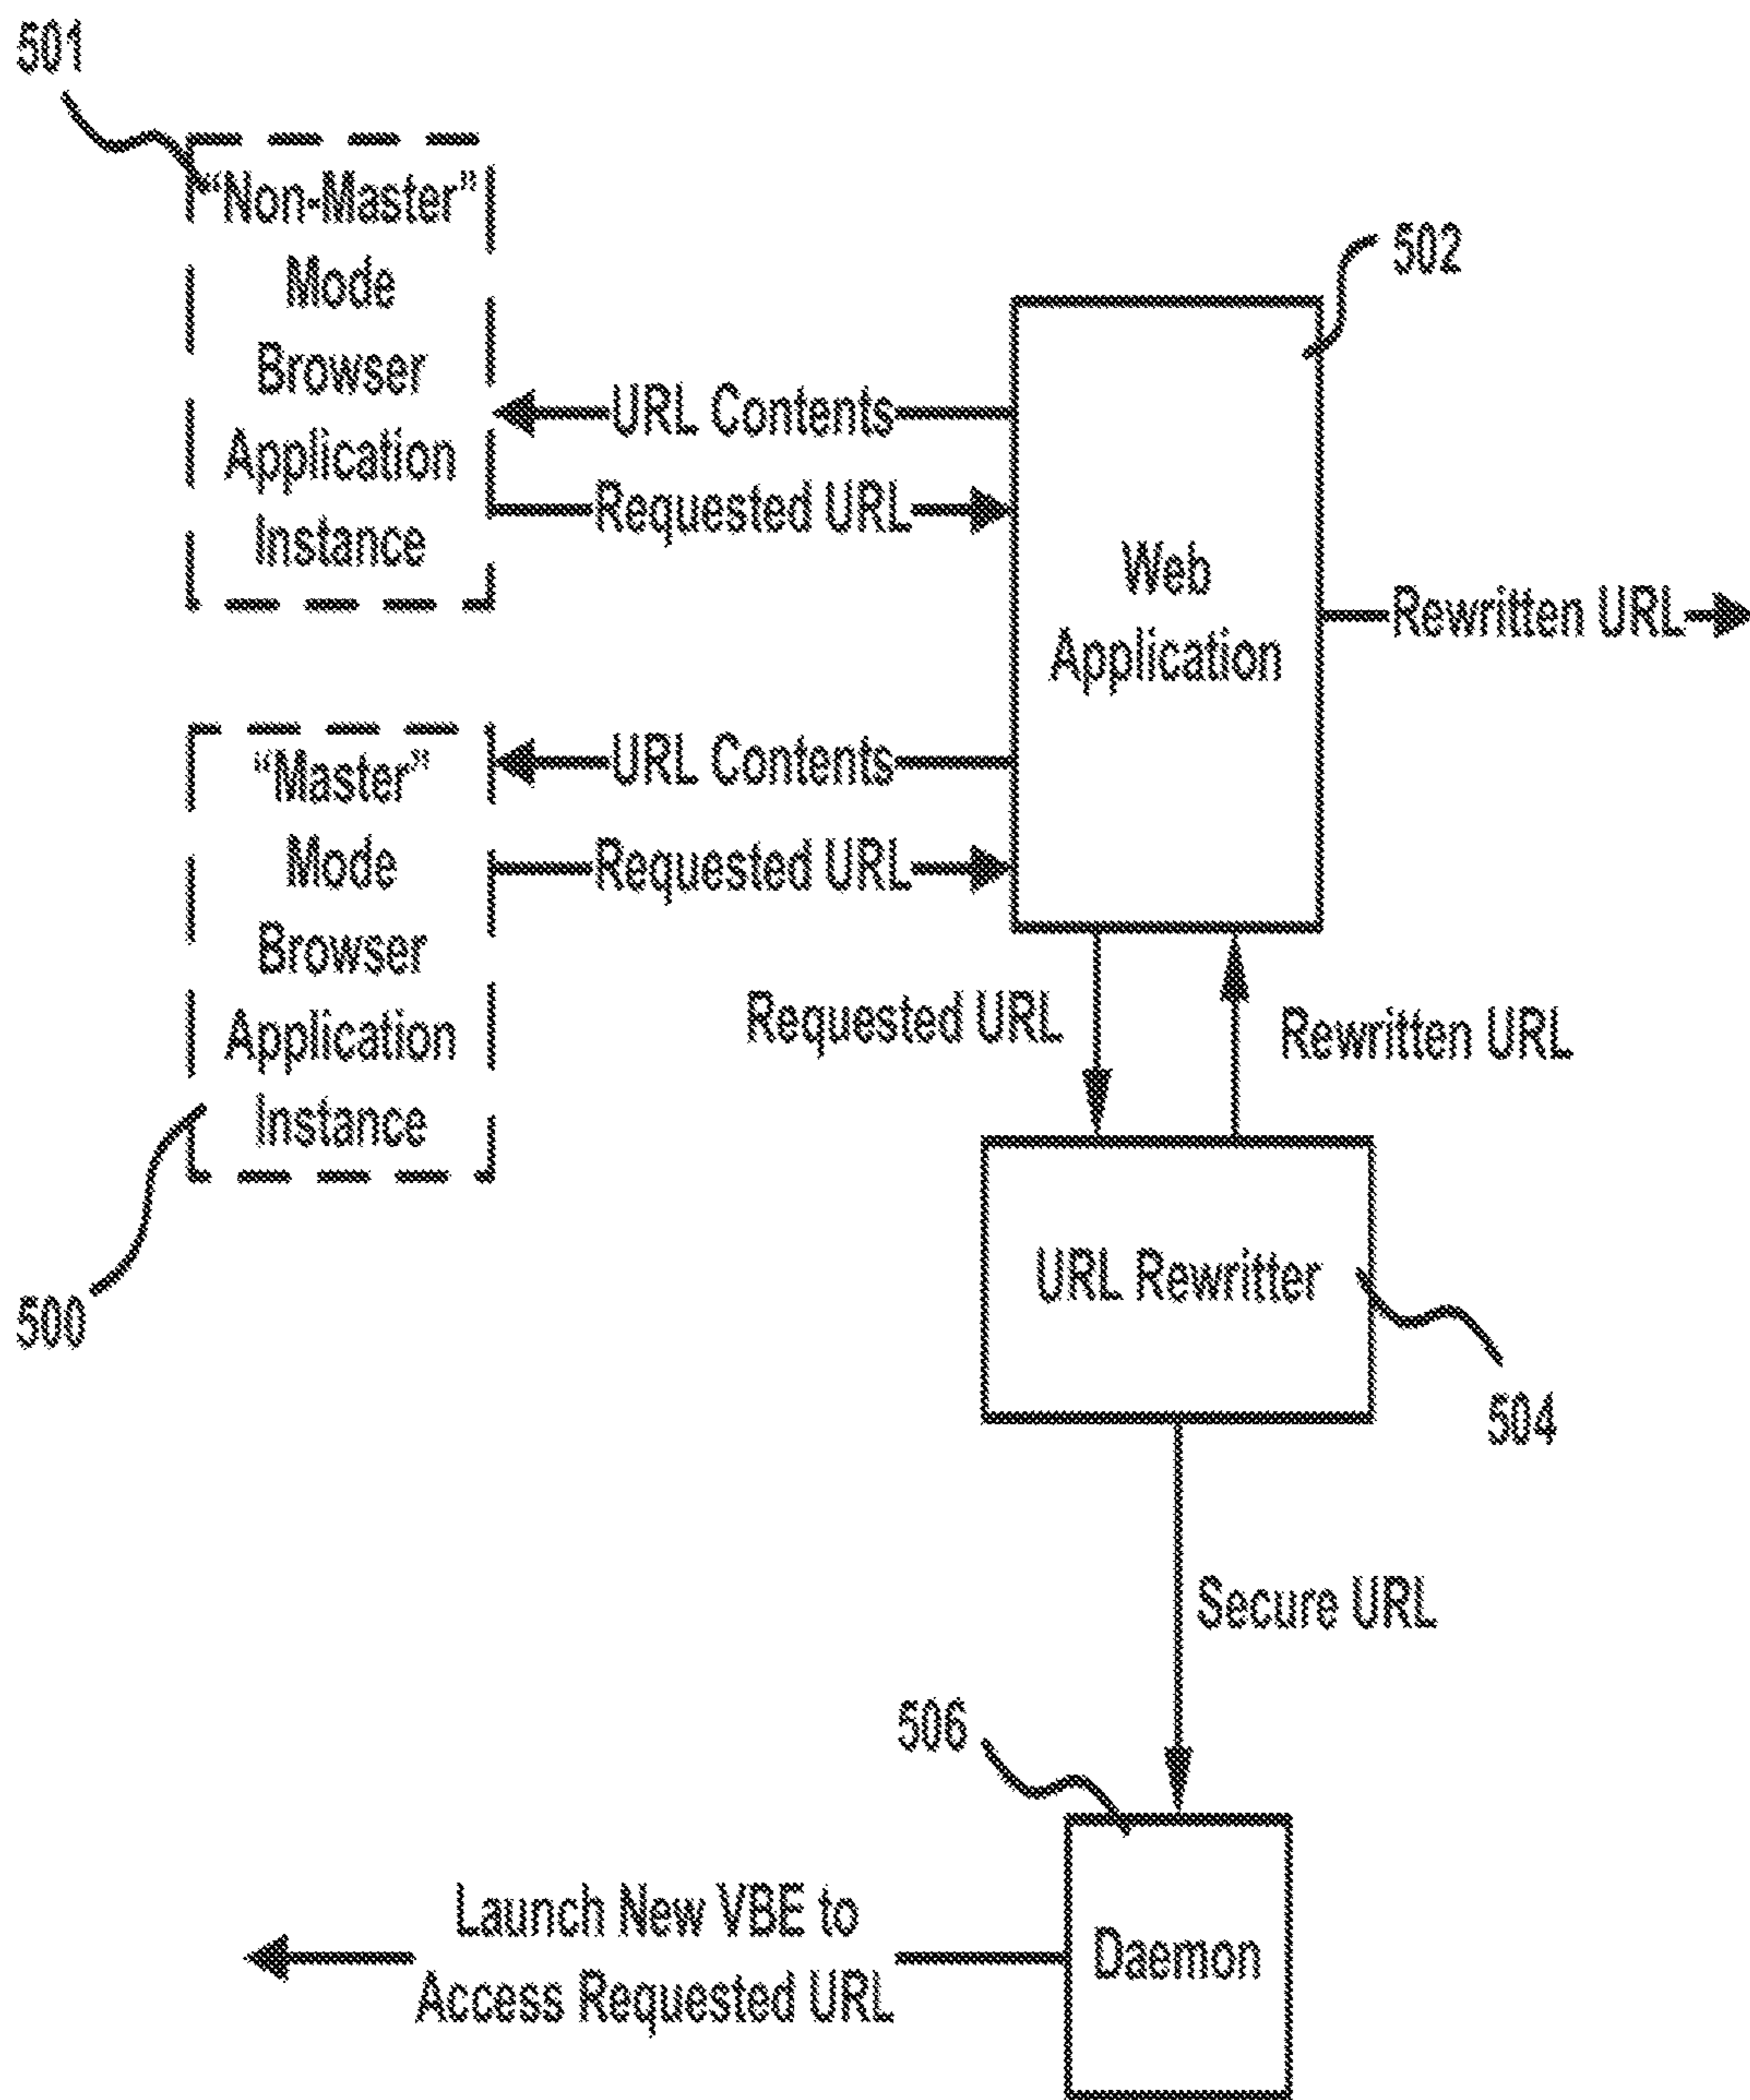 501
“Non-Master”
Mode
Browser
Application
Instance
502
URL Contents
Requested URL
Web
Application
Rewritten URL
“Master”
Mode
Browser
Application
Instance
URL Contents
Requested URL
500
Requested URL
Rewritten URL
URL Rewritter
504
Secure URL
506
Daemon
Launch New VBE to
Access Requested URL